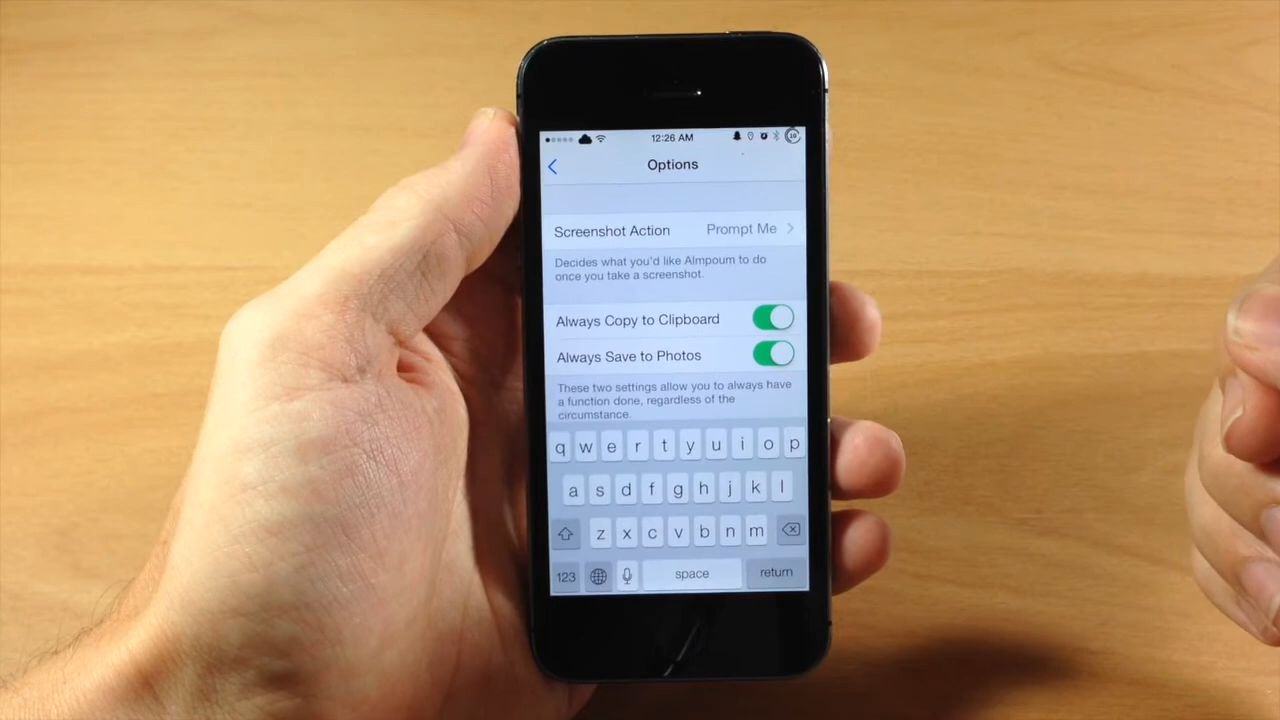 12:26 AM
10
Options
Screenshot Action Prompt Me
Decides what you'd like Almpoum to do
once you take a screenshot.
Always Copy to Clipboard
Always Save to Photos
These two settings allow you to always have
a function done, regardless of the
circumstance.
q w e r t y u i o p
a s d f g h j k l
z x c v b n m
123 space return